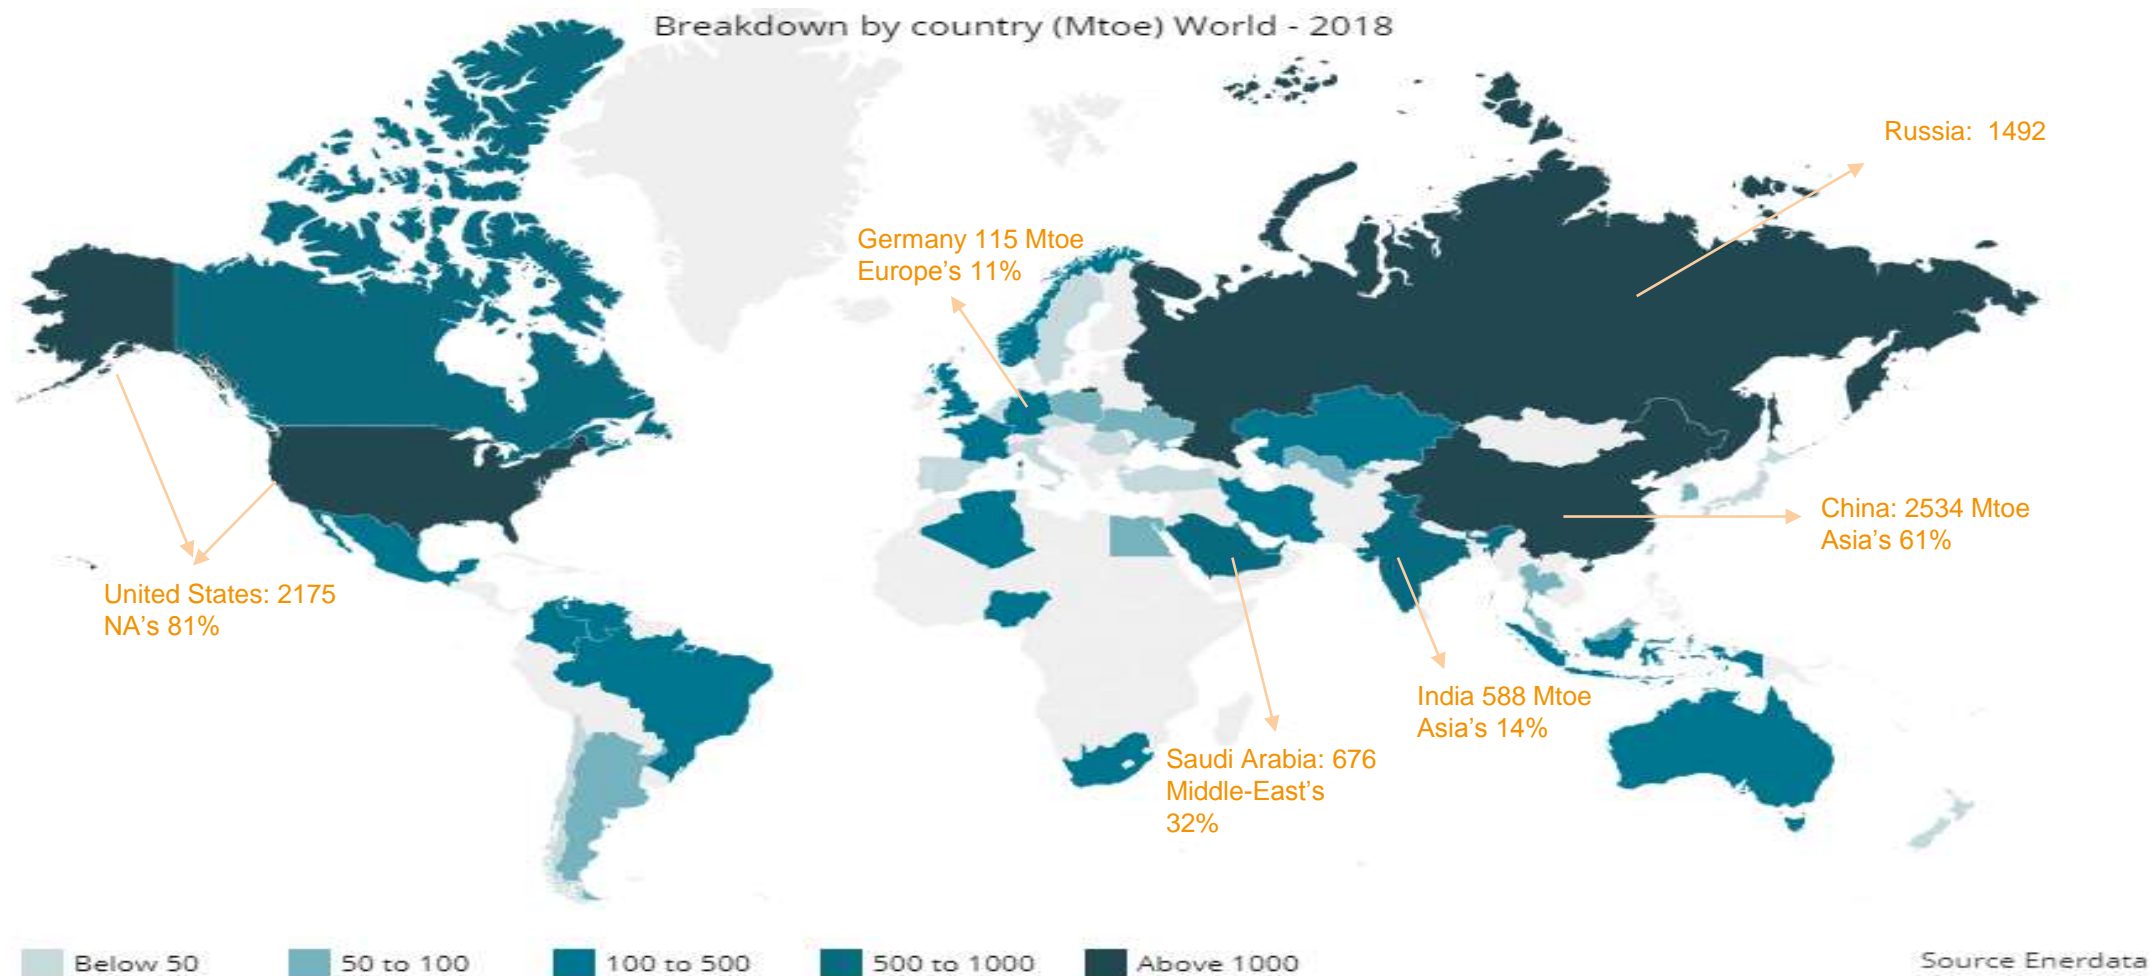 Breakdown by country (Mtoe) World - 2018
Russia:  1492
Germany 115 Mtoe
Europe's 11%
China: 2534 Mtoe
Asia's 61%
United States: 2175
NA's 81%
India 588 Mtoe
Asia's 14%
Saudi Arabia: 676
Middle-East's
32%
Below 50
50 to 100
100 to 500
500 to 1000
Above 1000
Source Enerdata